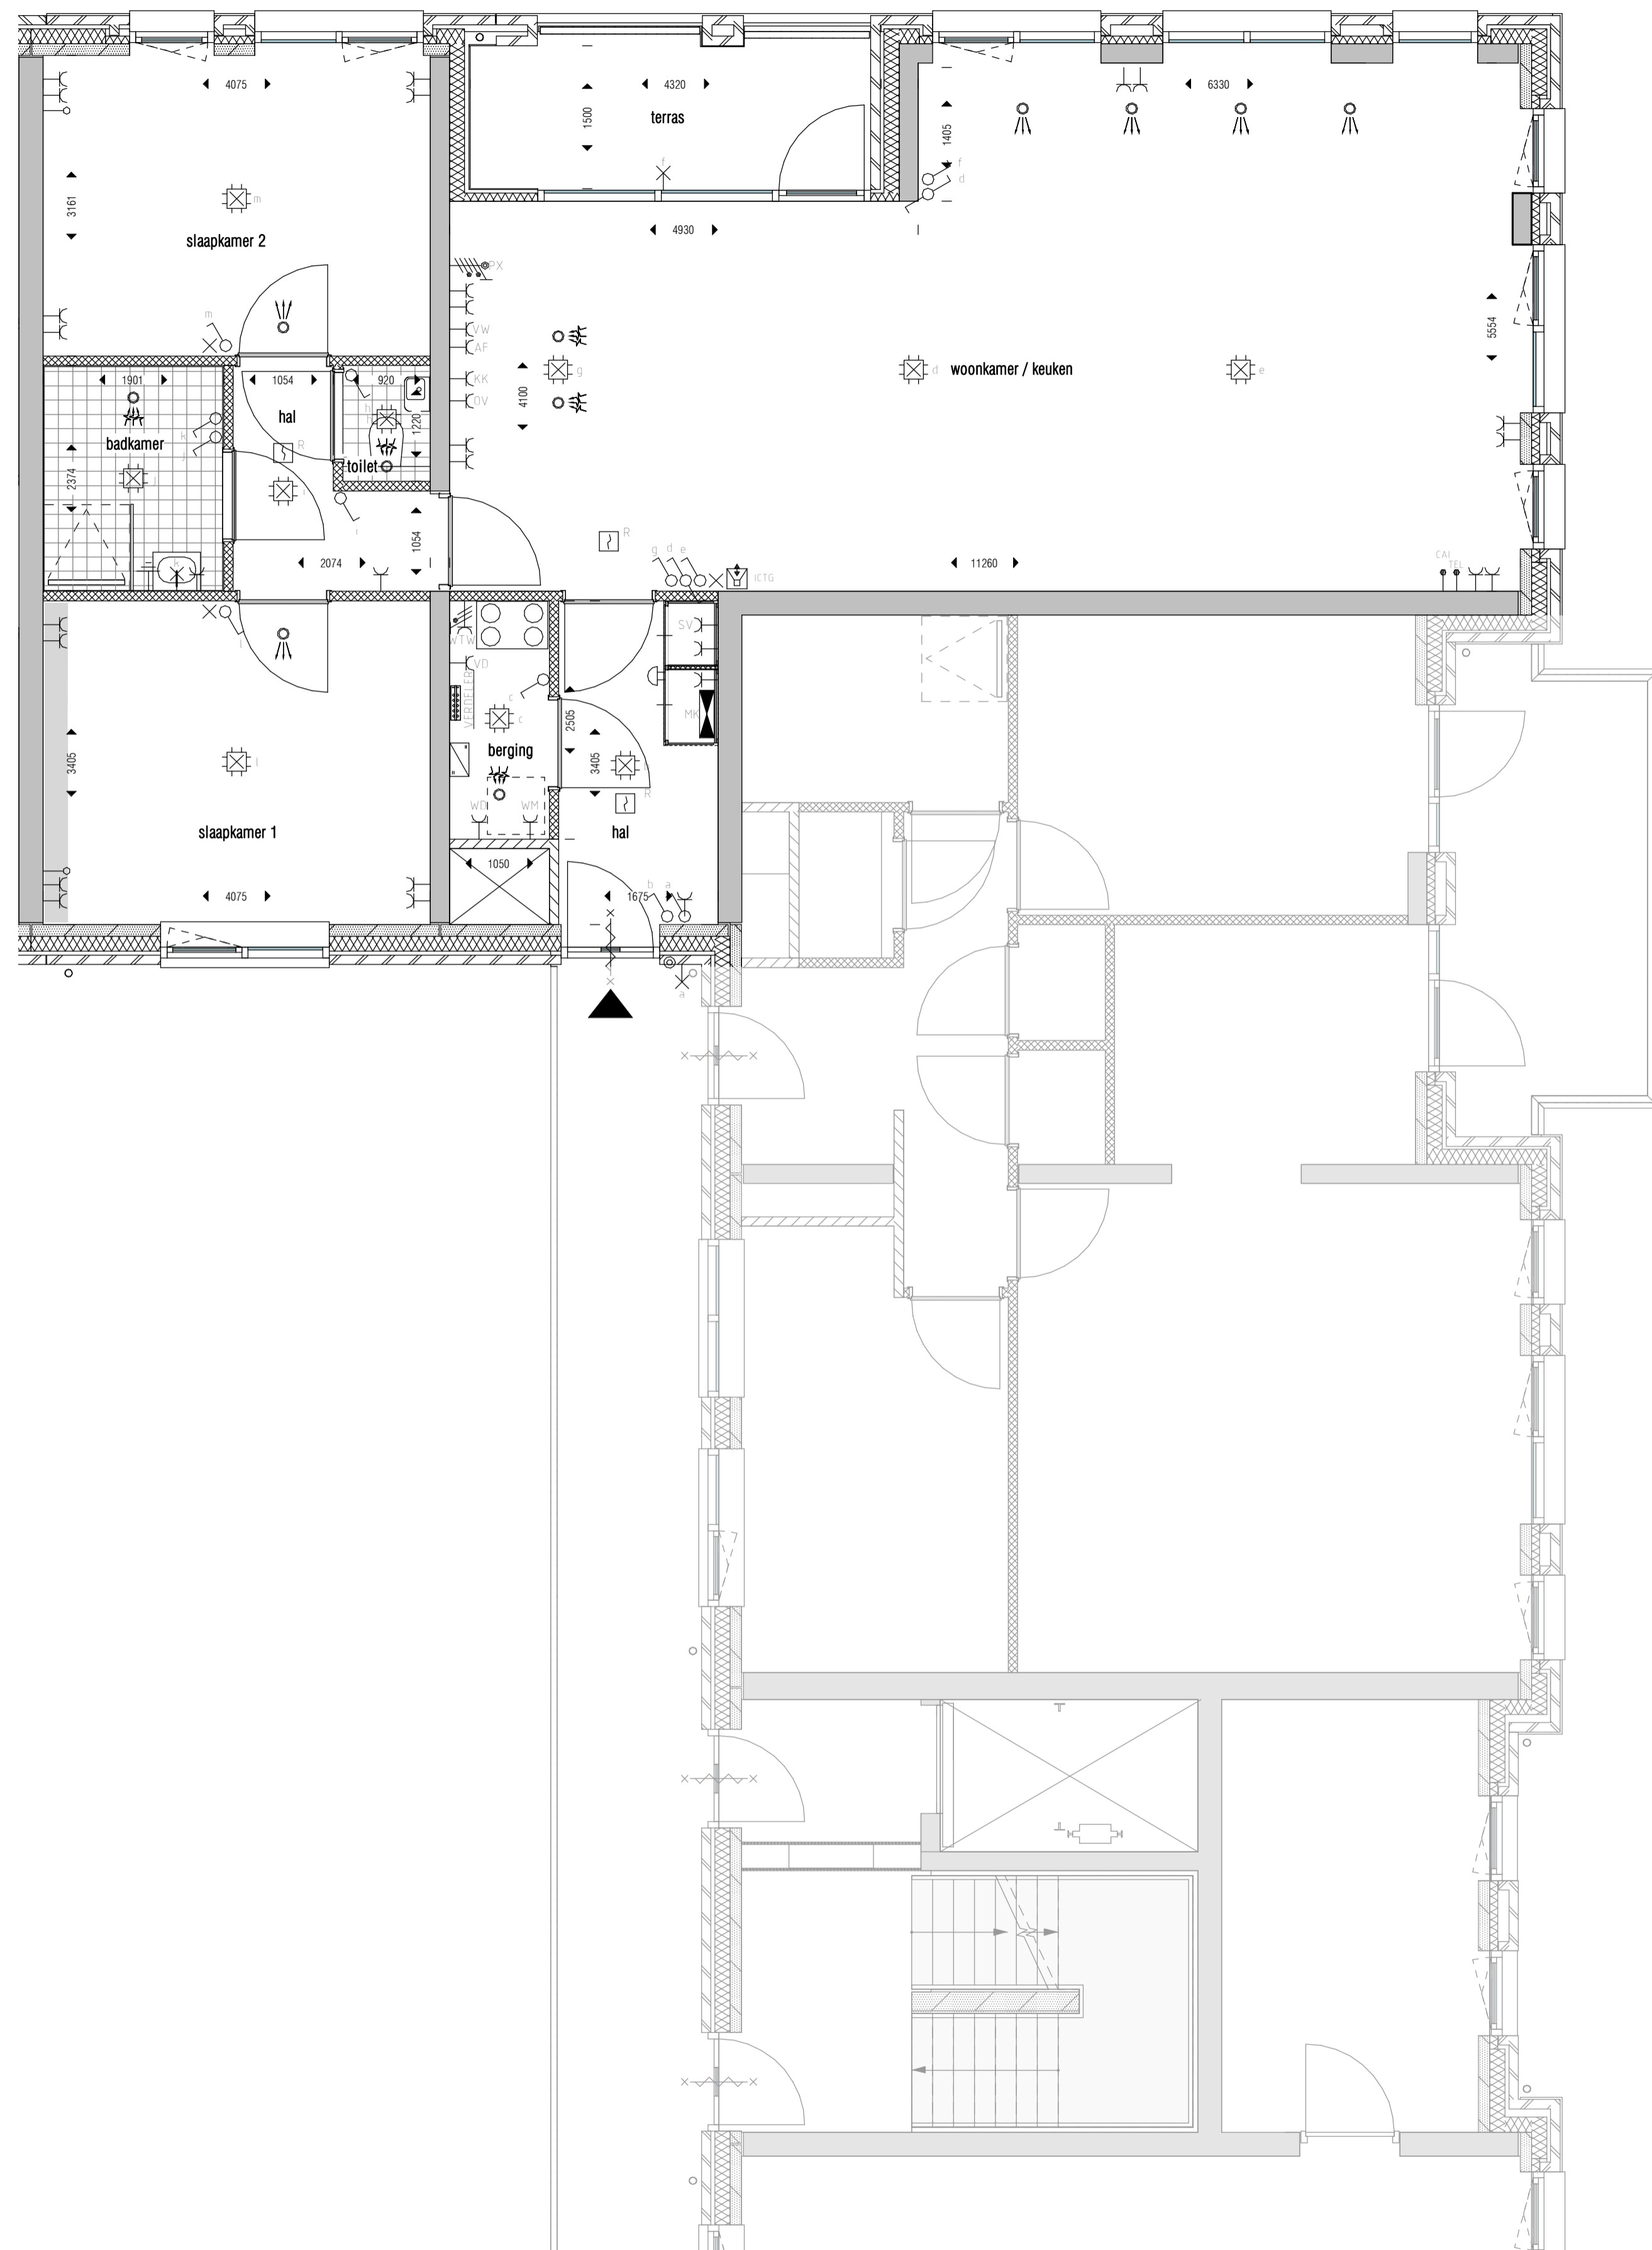 4075
4320
6330
terras
1500
1405
f
f
d
3161
m
slaapkamer 2
4930
PX
5554
m
VW
AF
KK
OV
g
4100
d
woonkamer / keuken
e
1901
1054
920
hal
badkamer
R
1220
toilet
2374
1054
2074
R
g d e
ICTG
11260
CAI
TEL
WTW
VD
SV
VERDELER
c
c
MK
l
2505
3405
3405
berging
R
WD
WM
slaapkamer 1
hal
1050
4075
1675
b a
a